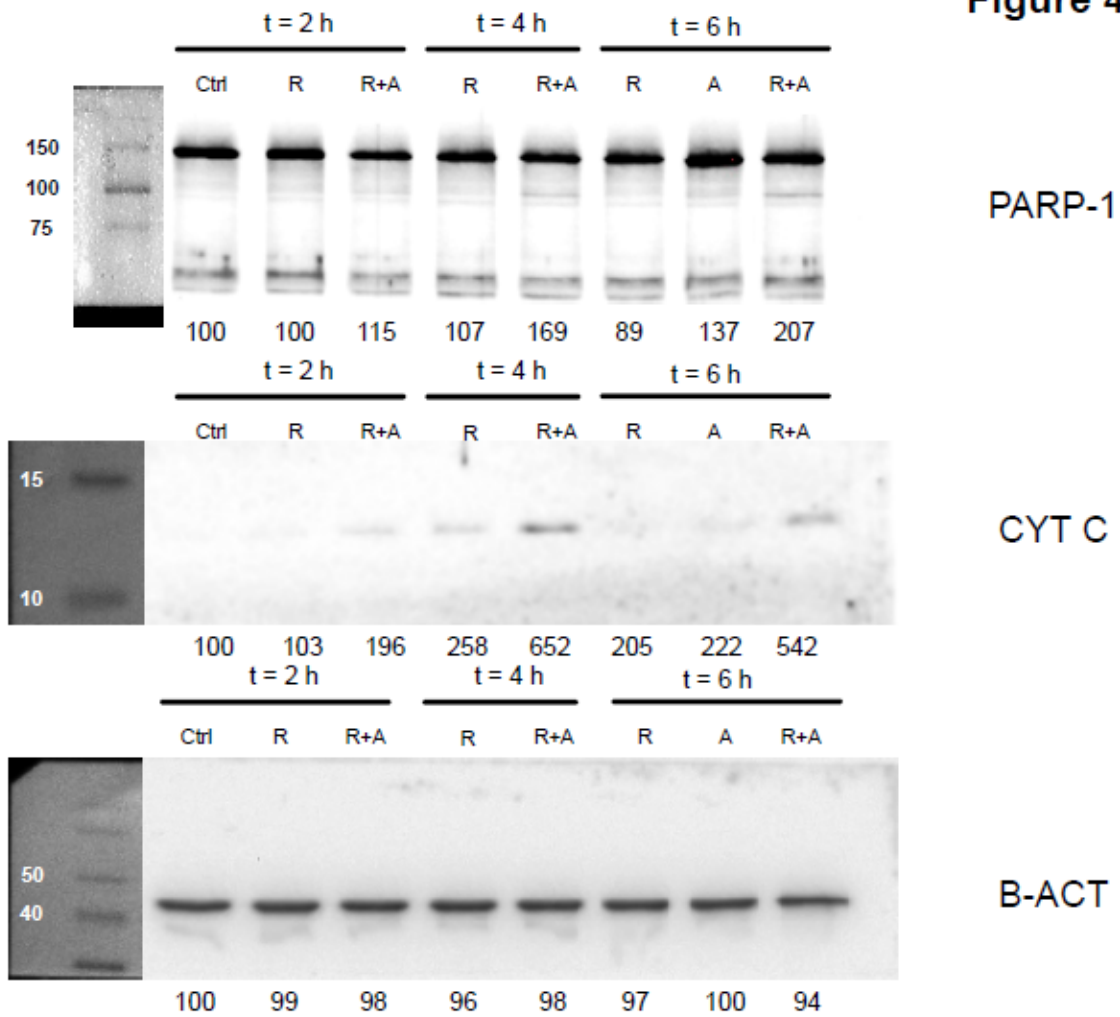 Figure 4
t = 2 h t = 4 h t = 6 h
Ctrl R R+A R R+A R A R+A
150
100
75
PARP-1
100 100 115 107 169 89 137 207
t = 2 h t = 4 h t = 6 h
Ctrl R R+A R R+A R A R+A
15
10
CYT C
100 103 196 258 652 205 222 542
t = 2 h t = 4 h t = 6 h
Ctrl R R+A R R+A R A R+A
50
40
B-ACT
100 99 98 96 98 97 100 94